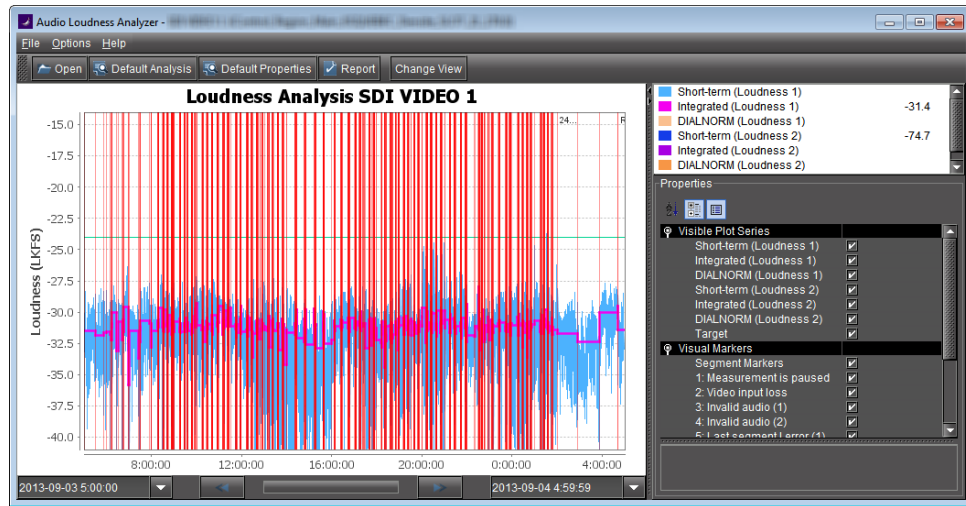 Audio Loudness Analyzer -
File Options Help
Open Default Analysis Default Properties Report Change View
Loudness Analysis SDI VIDEO 1
24...
R
Loudness (LKFS)
-15.0
-17.5
-20.0
-22.5
-25.0
-27.5
-30.0
-32.5
-35.0
-37.5
-40.0
8:00:00 12:00:00 16:00:00 20:00:00 0:00:00 4:00:00
2013-09-03 5:00:00
2013-09-04 4:59:59
Short-term (Loudness 1)
Integrated (Loudness 1) -31.4
DIALNORM (Loudness 1)
Short-term (Loudness 2) -74.7
Integrated (Loudness 2)
DIALNORM (Loudness 2)
Properties
Visible Plot Series
Short-term (Loudness 1)
Integrated (Loudness 1)
DIALNORM (Loudness 1)
Short-term (Loudness 2)
Integrated (Loudness 2)
DIALNORM (Loudness 2)
Target
Visual Markers
Segment Markers
1: Measurement is paused
2: Video input loss
3: Invalid audio (1)
4: Invalid audio (2)
5: Last segment Lerror (1)